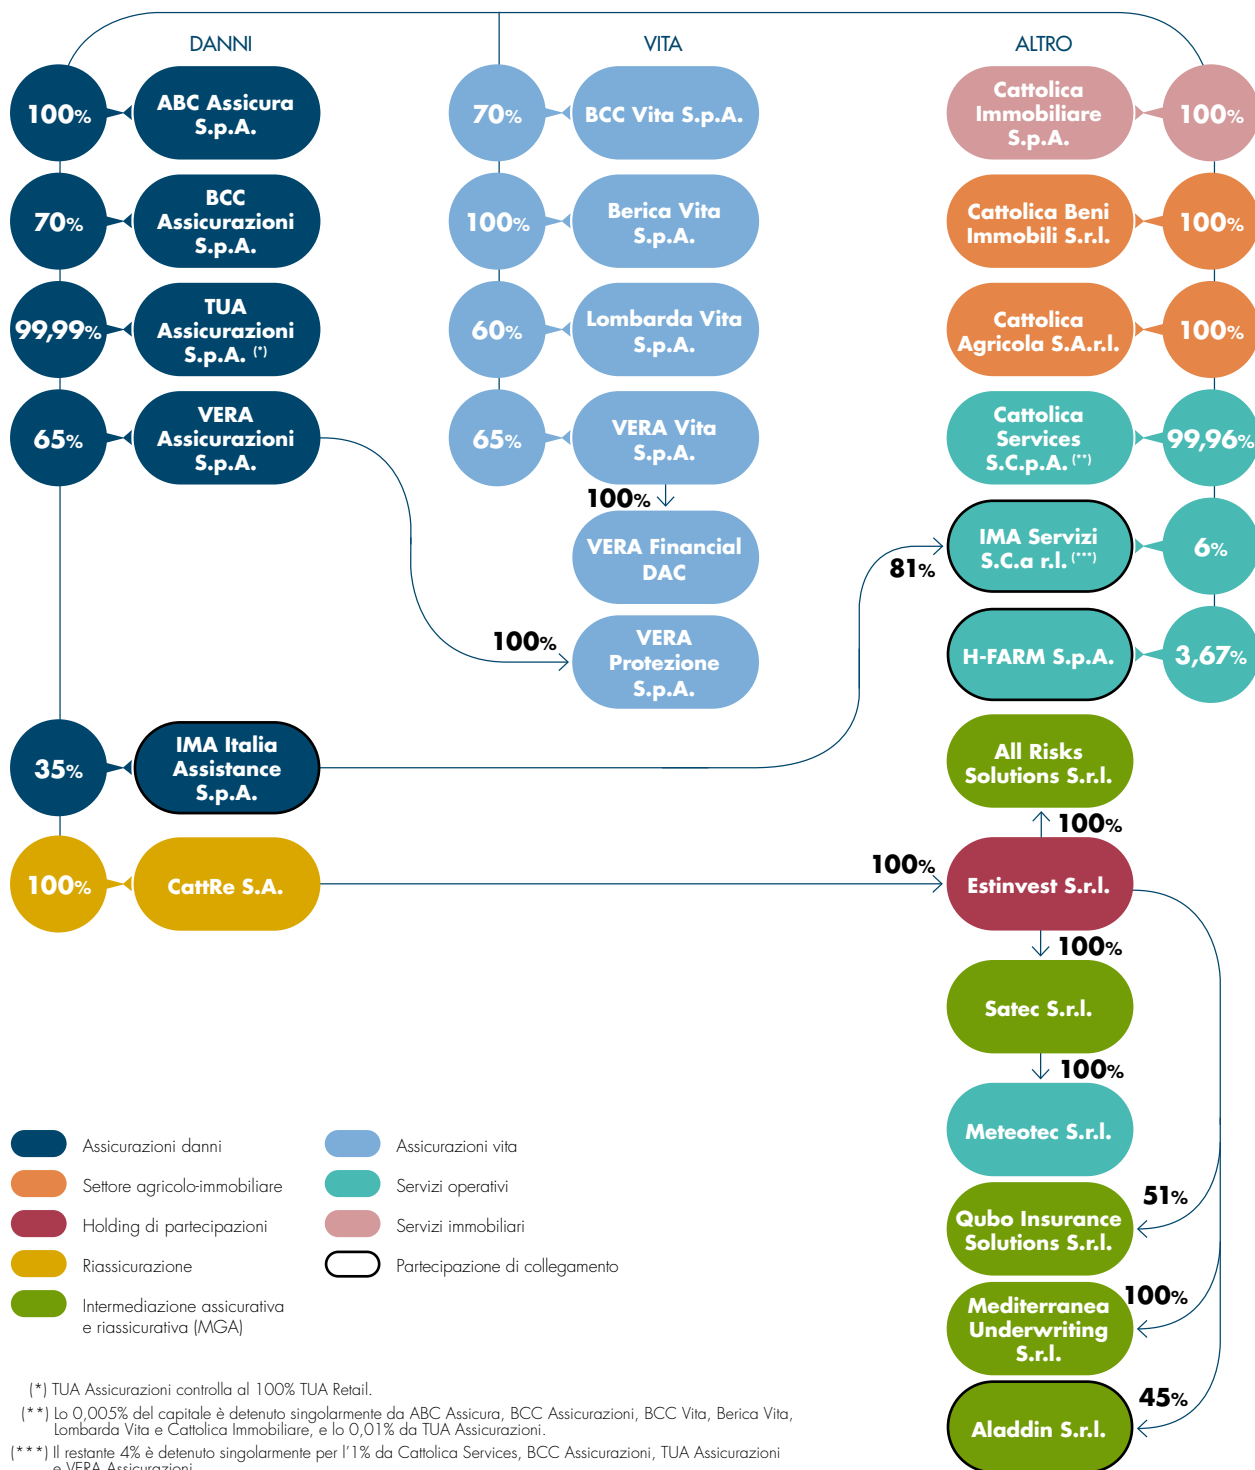 DANNI
100%
ABC Assicura
S.p.A.
70%
BCC
Assicurazioni
S.p.A.
99,99%
TUA
Assicurazioni
S.p.A. (*)
65%
VERA
Assicurazioni
S.p.A.
35%
IMA Italia
Assistance
S.p.A.
100%
CattRe S.A.
VITA
70%
BCC Vita S.p.A.
100%
Berica Vita
S.p.A.
60%
Lombarda Vita
S.p.A.
65%
VERA Vita
S.p.A.
100%
VERA Financial
DAC
100%
VERA
Protezione
S.p.A.
ALTRO
Cattolica
Immobiliare
S.p.A.
100%
Cattolica Beni
Immobili S.r.l.
100%
Cattolica
Agricola S.A.r.l.
100%
Cattolica
Services
S.C.p.A. (**)
99,96%
81%
IMA Servizi
S.C.a r.l. (***)
6%
H-FARM S.p.A.
3,67%
All Risks
Solutions S.r.l.
100%
100%
Estinvest S.r.l.
100%
Satec S.r.l.
100%
Meteotec S.r.l.
51%
Qubo Insurance
Solutions S.r.l.
100%
Mediterranea
Underwriting
S.r.l.
45%
Aladdin S.r.l.
Assicurazioni danni
Settore agricolo-immobiliare
Holding di partecipazioni
Riassicurazione
Intermediazione assicurativa
e riassicurativa (MGA)
Assicurazioni vita
Servizi operativi
Servizi immobiliari
Partecipazione di collegamento
(*) TUA Assicurazioni controlla al 100% TUA Retail.
(**) Lo 0,005% del capitale è detenuto singolarmente da ABC Assicura, BCC Assicurazioni, BCC Vita, Berica Vita,
Lombarda Vita e Cattolica Immobiliare, e lo 0,01% da TUA Assicurazioni.
(***) Il restante 4% è detenuto singolarmente per l'1% da Cattolica Services, BCC Assicurazioni, TUA Assicurazioni
e VERA Assicurazioni